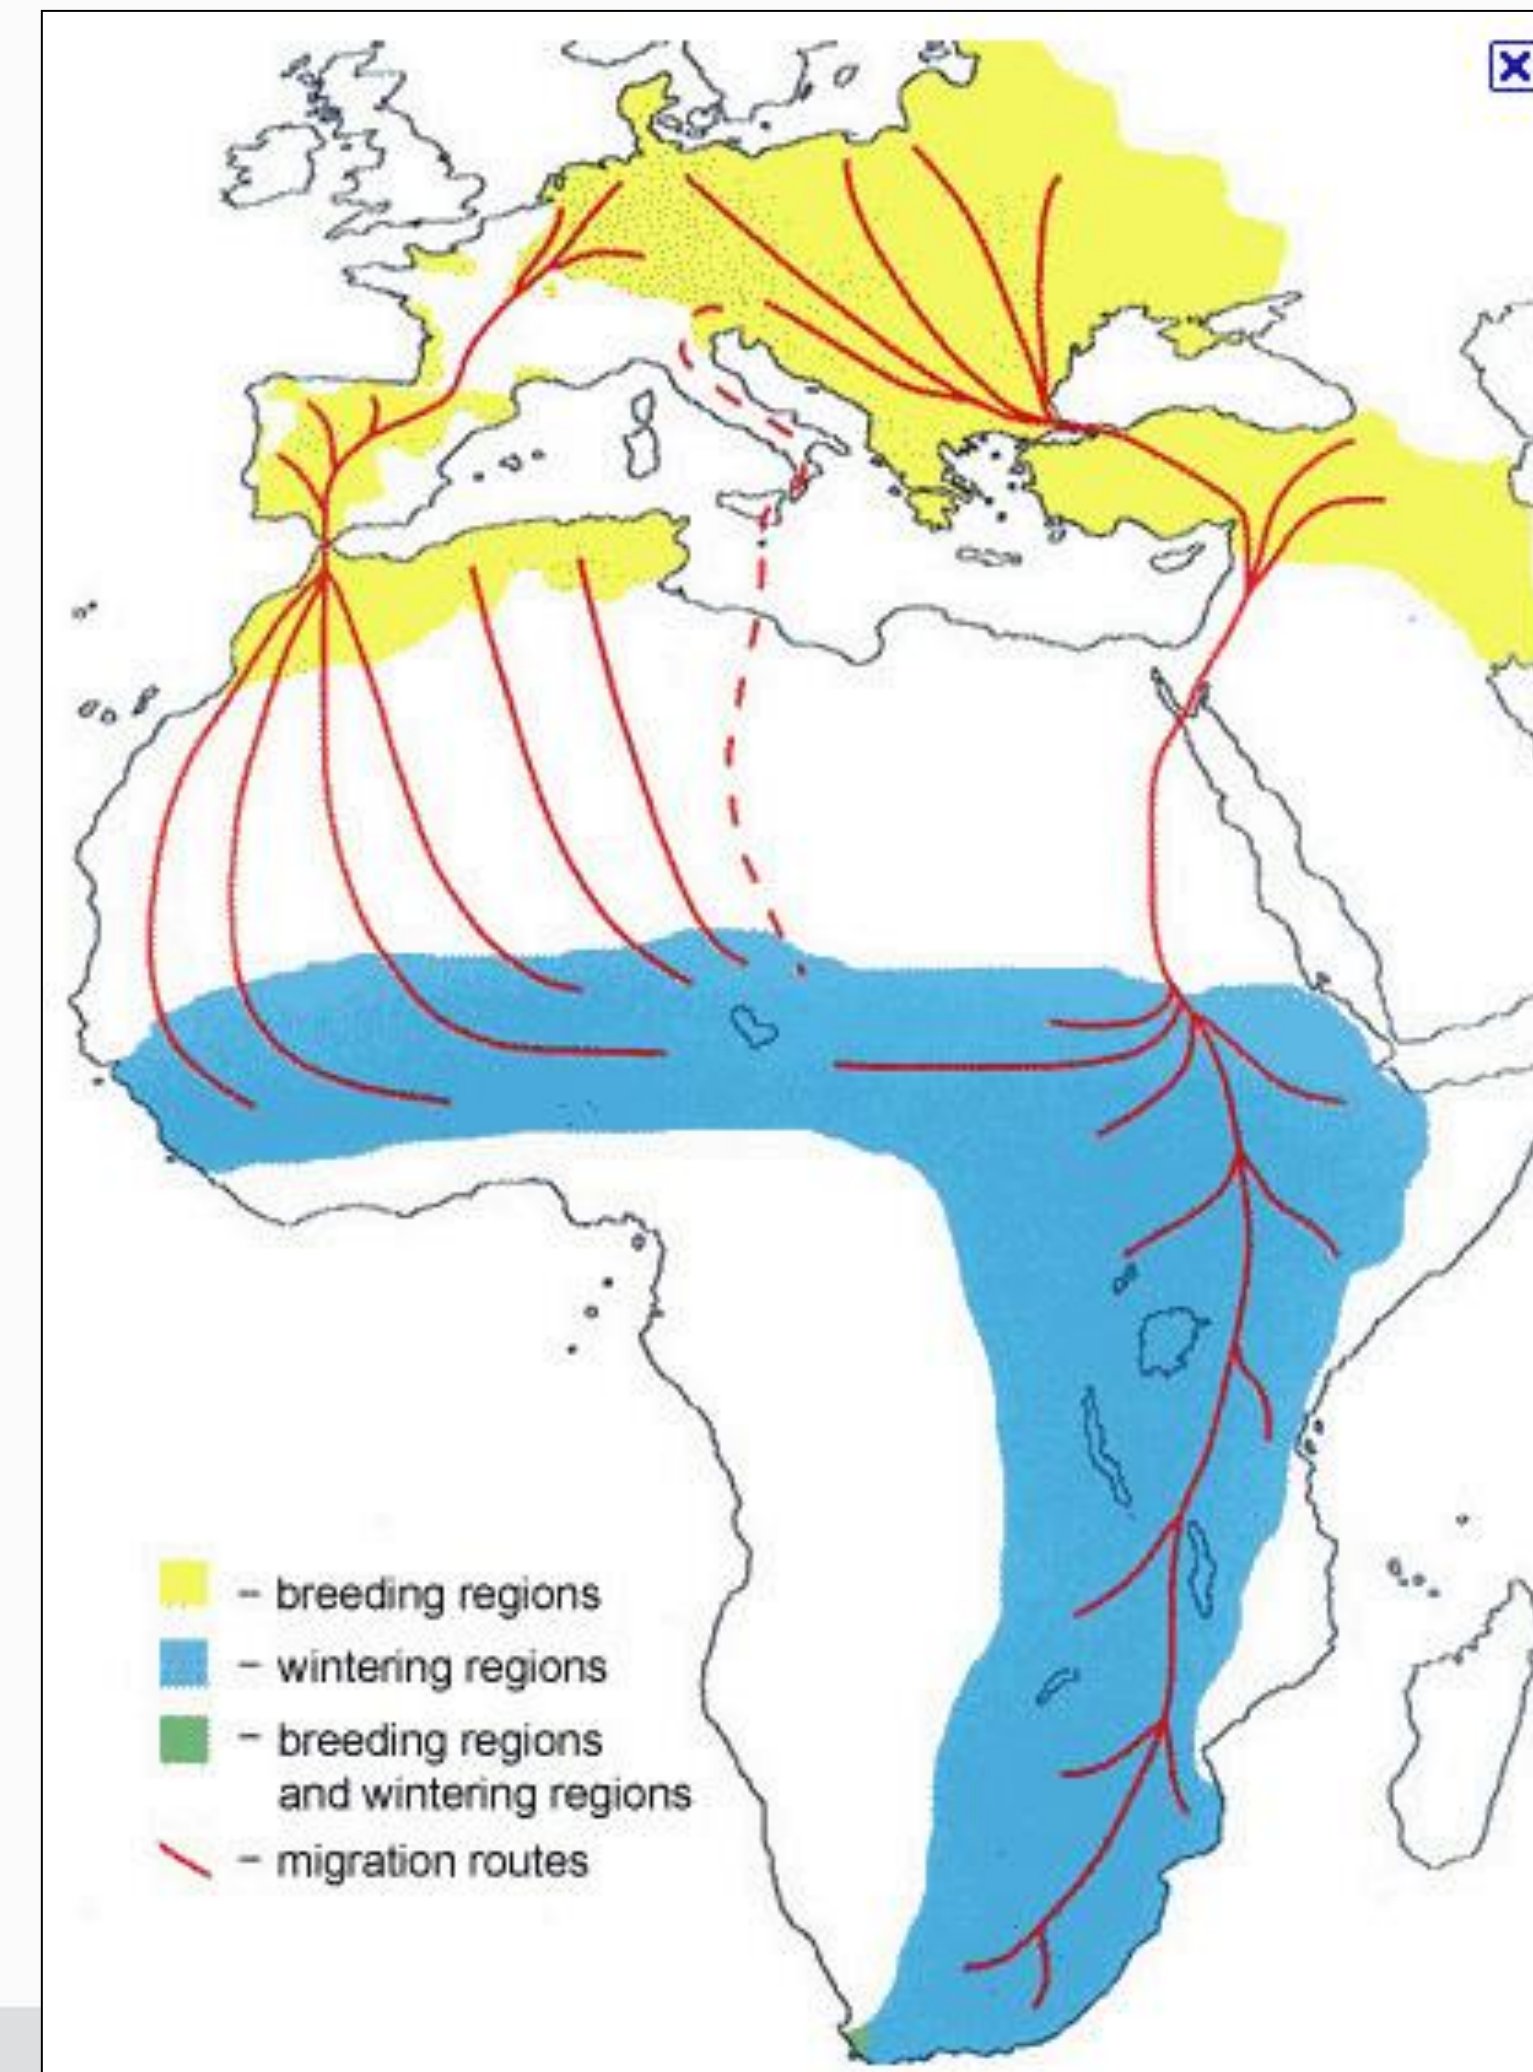 – breeding regions
– wintering regions
– breeding regions
and wintering regions
– migration routes